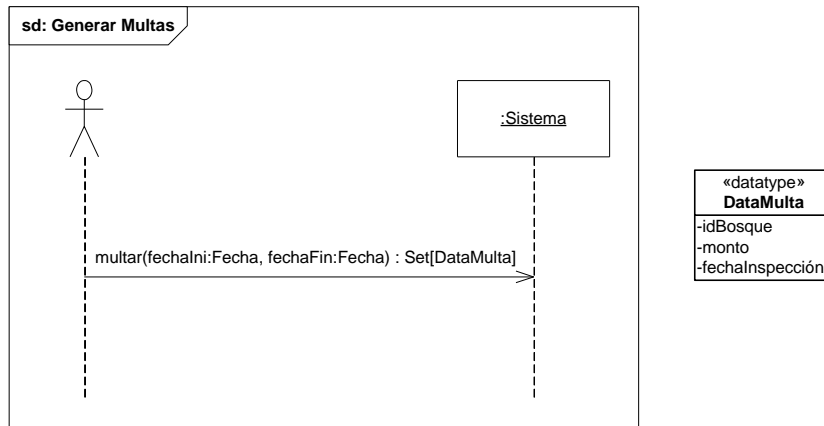 sd: Generar Multas
:Sistema
multar(fechaIni:Fecha, fechaFin:Fecha) : Set[DataMulta]
«datatype»
DataMulta
-idBosque
-monto
-fechaInspección